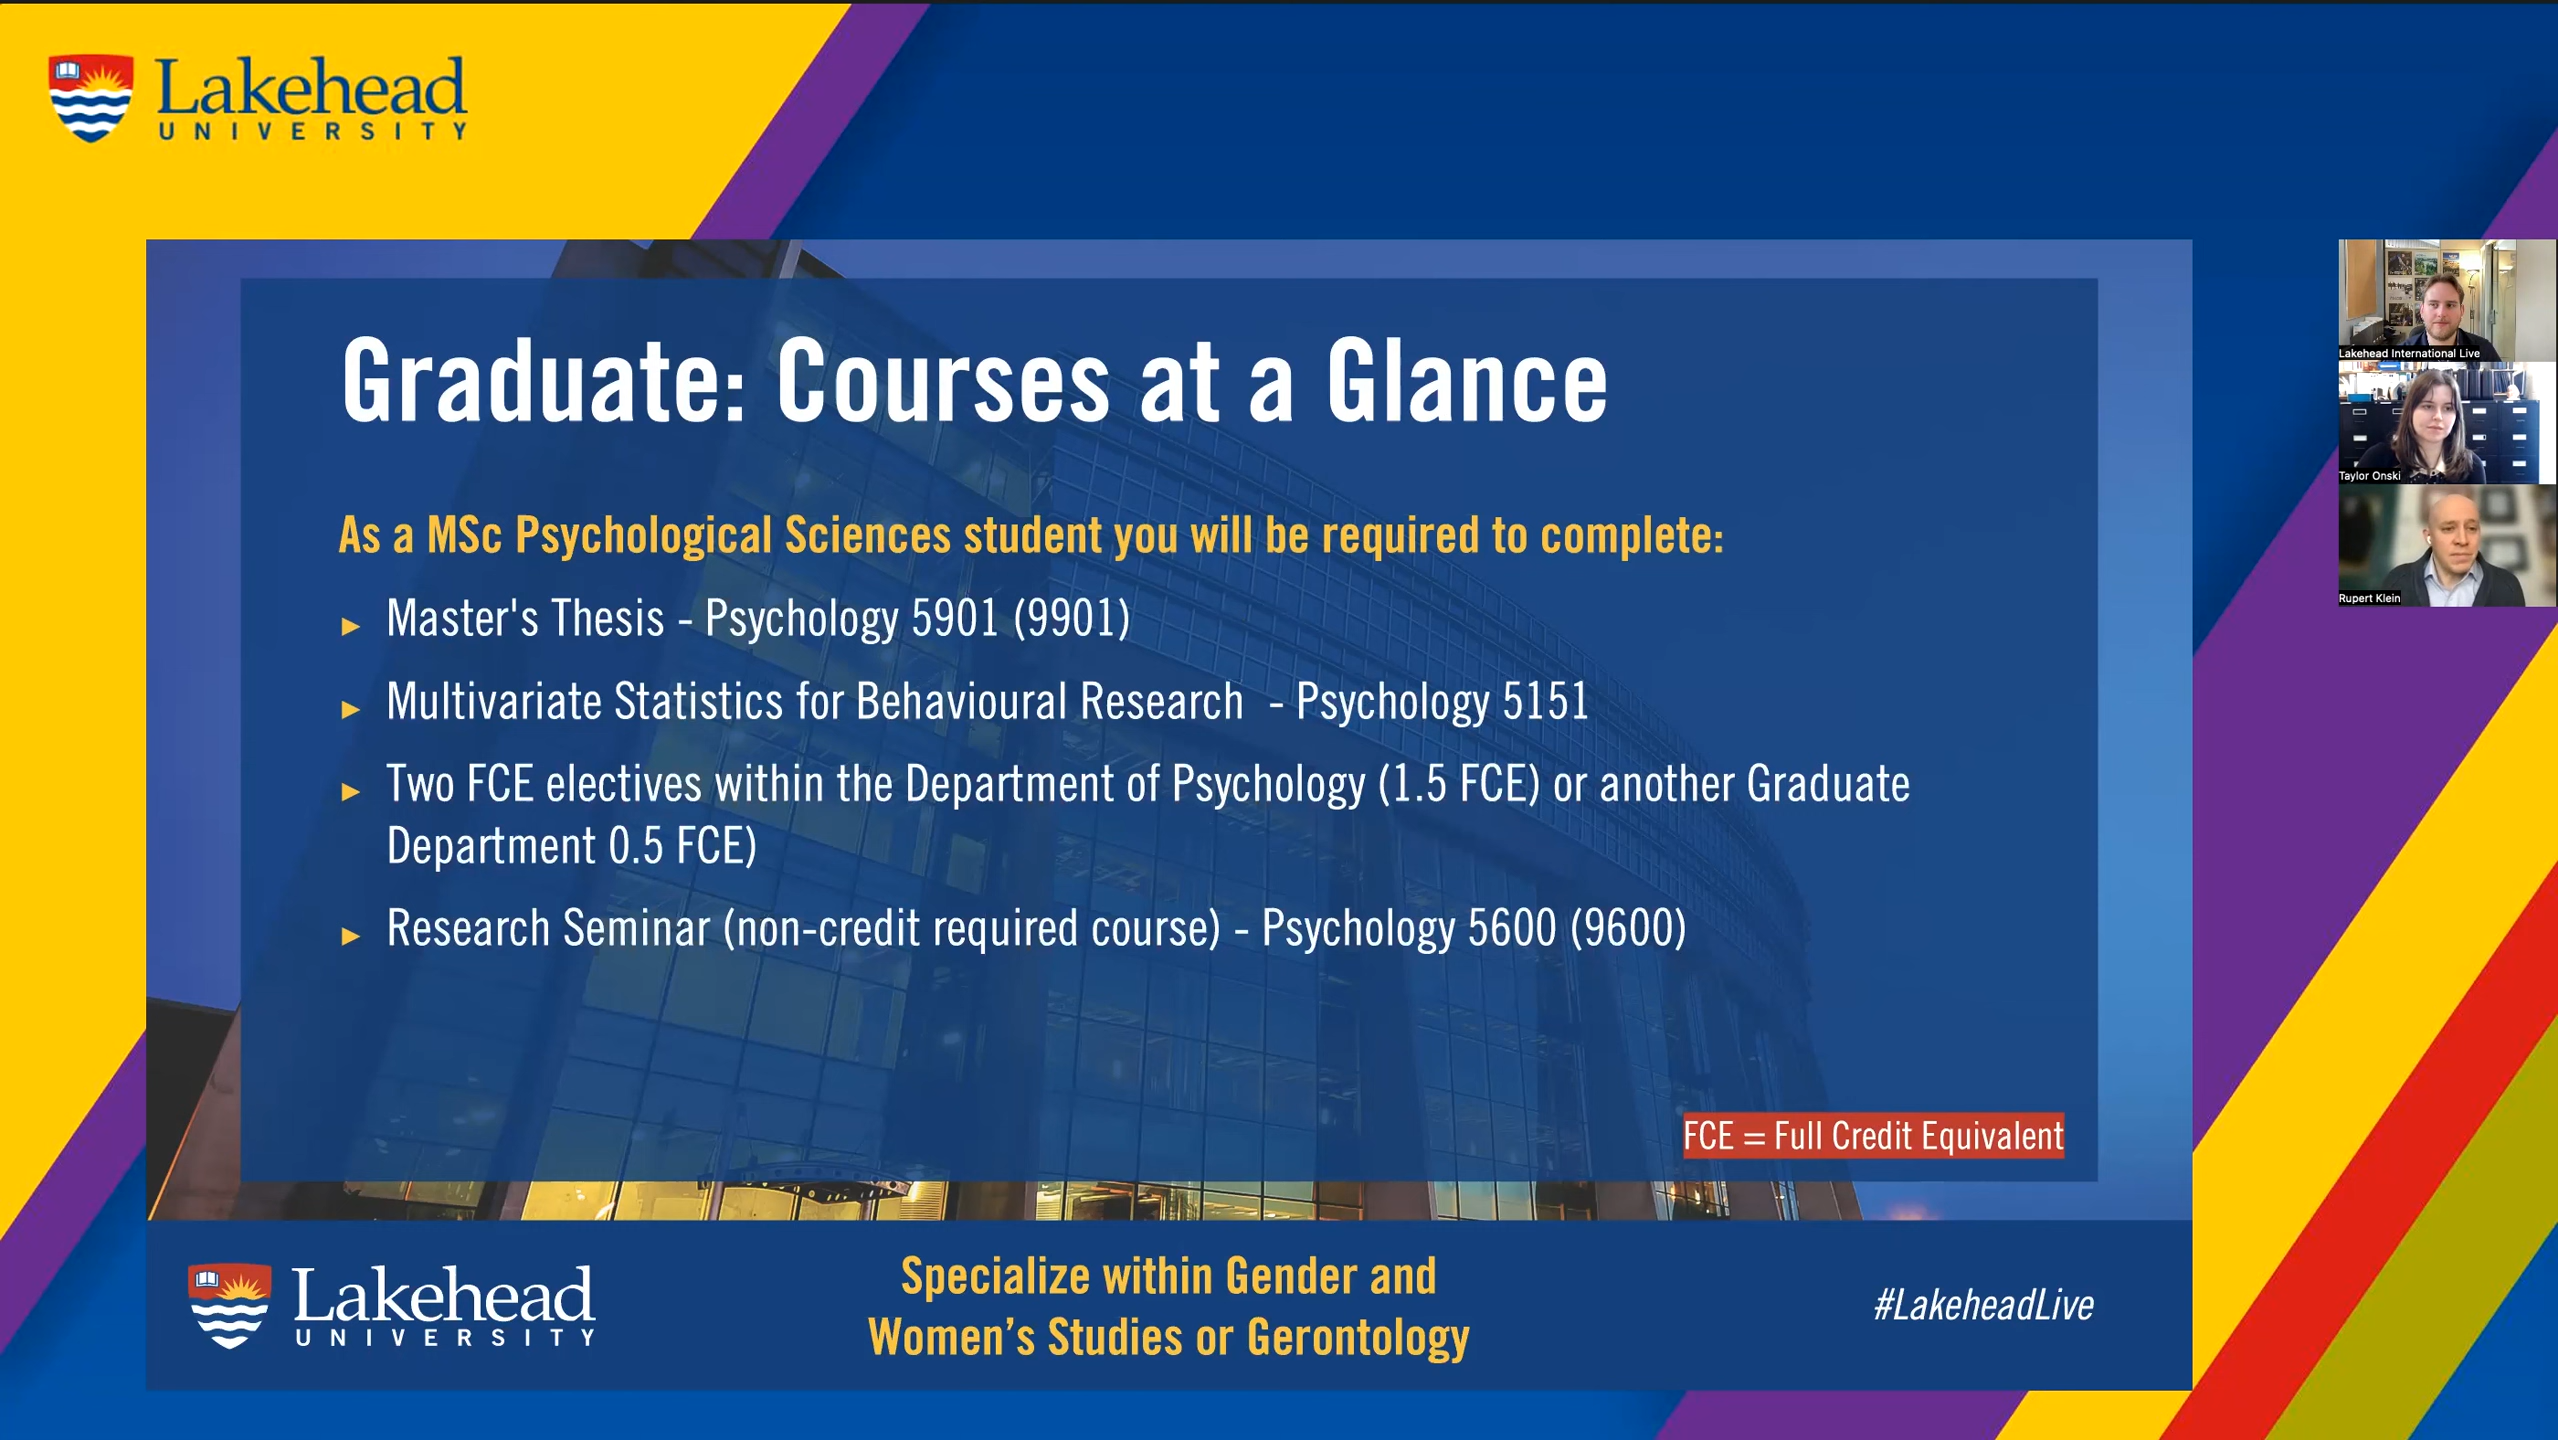 Lakehead
UNIVERSITY
Graduate: Courses at a Glance
As a MSc Psychological Sciences student you will be required to complete:
► Master's Thesis - Psychology 5901 (9901)
► Multivariate Statistics for Behavioural Research - Psychology 5151
► Two FCE electives within the Department of Psychology (1.5 FCE) or another Graduate
Department 0.5 FCE)
► Research Seminar (non-credit required course) - Psychology 5600 (9600)
FCE = Full Credit Equivalent
Lakehead
UNIVERSITY
Specialize within Gender and
Women’s Studies or Gerontology
#LakeheadLive
Lakehead International Live
Taylor Onski
Rupert Klein